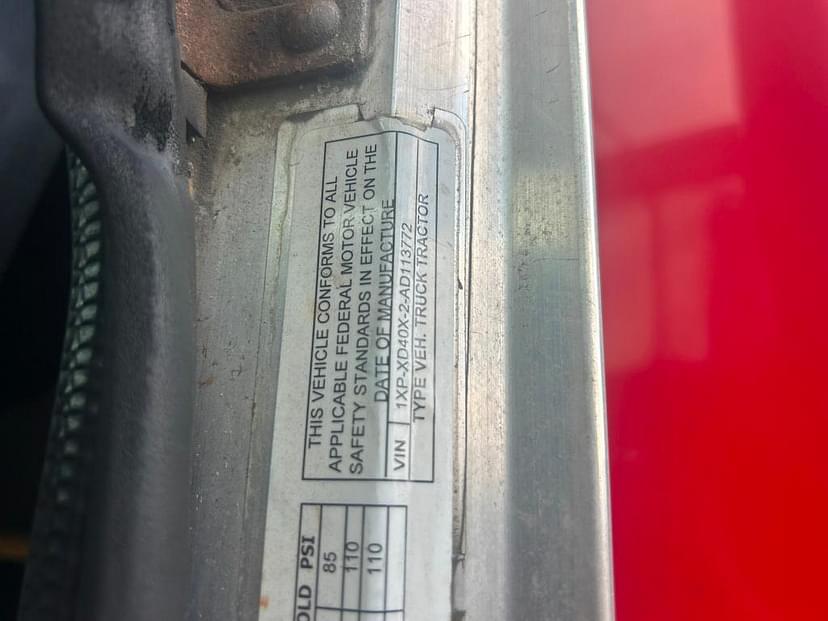 THIS VEHICLE CONFORMS TO ALL
APPLICABLE FEDERAL MOTOR VEHICLE
SAFETY STANDARDS IN EFFECT ON THE
DATE OF MANUFACTURE
VIN 1XP-XD40X-2-AD113772
TYPE VEH. TRUCK TRACTOR
OLD PSI
85
110
110